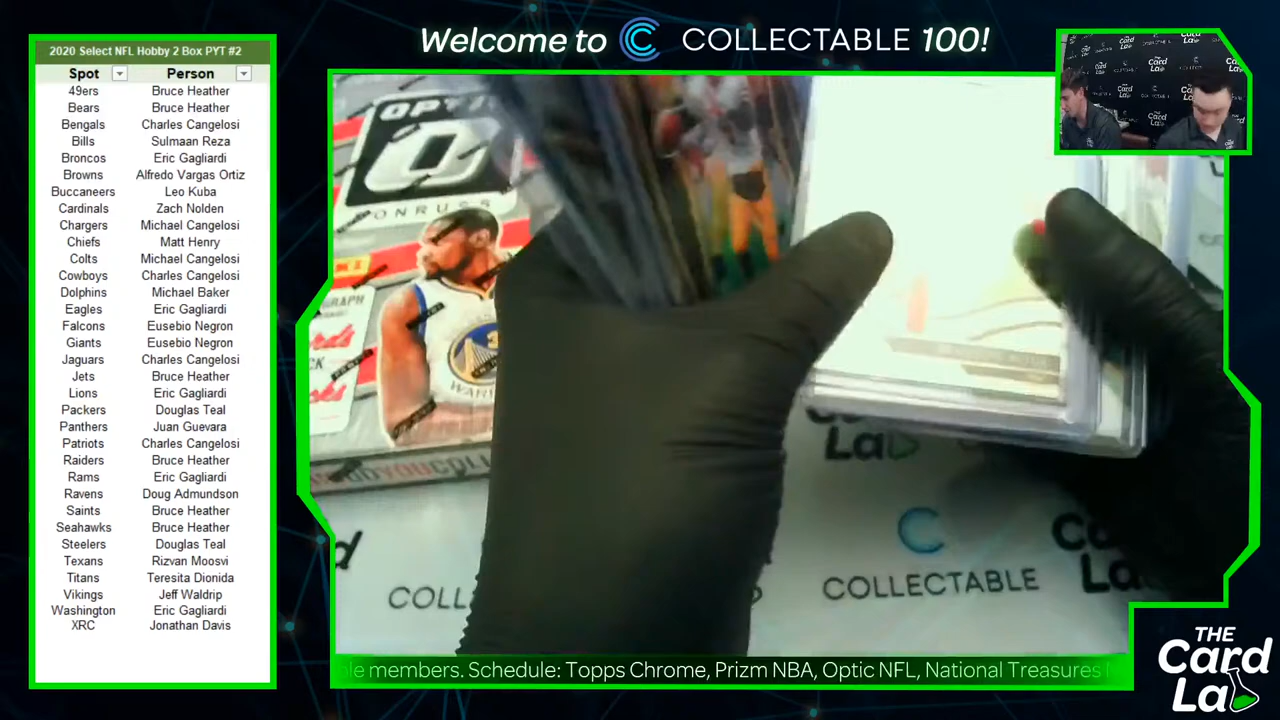 Welcome to COLLECTABLE 100!
2020 Select NFL Hobby 2 Box PYT #2
Spot Person
49ers Bruce Heather
Bears Bruce Heather
Bengals Charles Cangelosi
Bills Sulmaan Reza
Broncos Eric Gagliardi
Browns Alfredo Vargas Ortiz
Buccaneers Leo Kuba
Cardinals Zach Nolden
Chargers Michael Cangelosi
Chiefs Matt Henry
Colts Michael Cangelosi
Cowboys Charles Cangelosi
Dolphins Michael Baker
Eagles Eric Gagliardi
Falcons Eusebio Negron
Giants Eusebio Negron
Jaguars Charles Cangelosi
Jets Bruce Heather
Lions Eric Gagliardi
Packers Douglas Teal
Panthers Juan Guevara
Patriots Charles Cangelosi
Raiders Bruce Heather
Rams Eric Gagliardi
Ravens Doug Admundson
Saints Bruce Heather
Seahawks Bruce Heather
Steelers Douglas Teal
Texans Rizvan Moosvi
Titans Teresita Dionida
Vikings Jeff Waldrip
Washington Eric Gagliardi
XRC Jonathan Davis
OPTI
ONRUSS
WARR
La
COLL
COLLECTABLE
le members. Schedule: Topps Chrome, Prizm NBA, Optic NFL, National Treasures
THE
Card
Lab